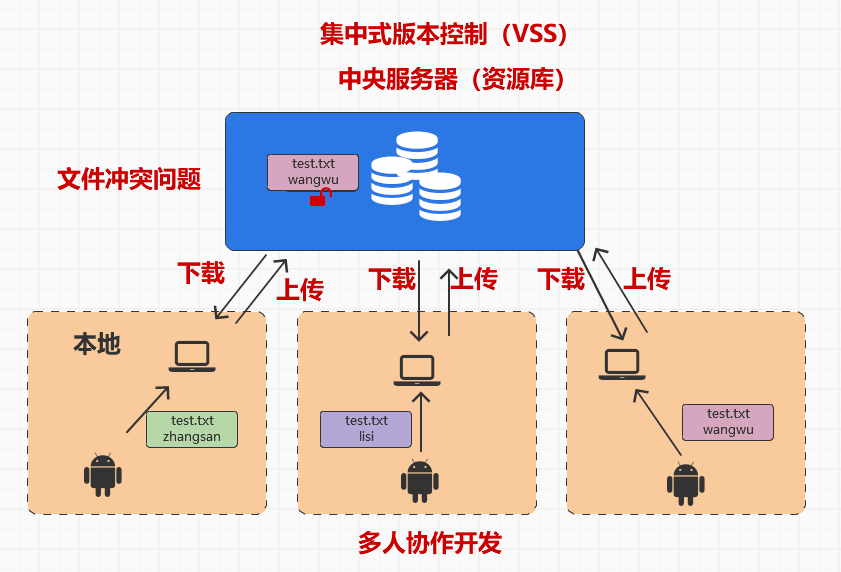 集中式版本控制（VSS）
中央服务器（资源库）
文件冲突问题
test.txt
wangwu
下载
上传
下载
上传
下载
上传
本地
test.txt
zhangsan
test.txt
lisi
test.txt
wangwu
多人协作开发